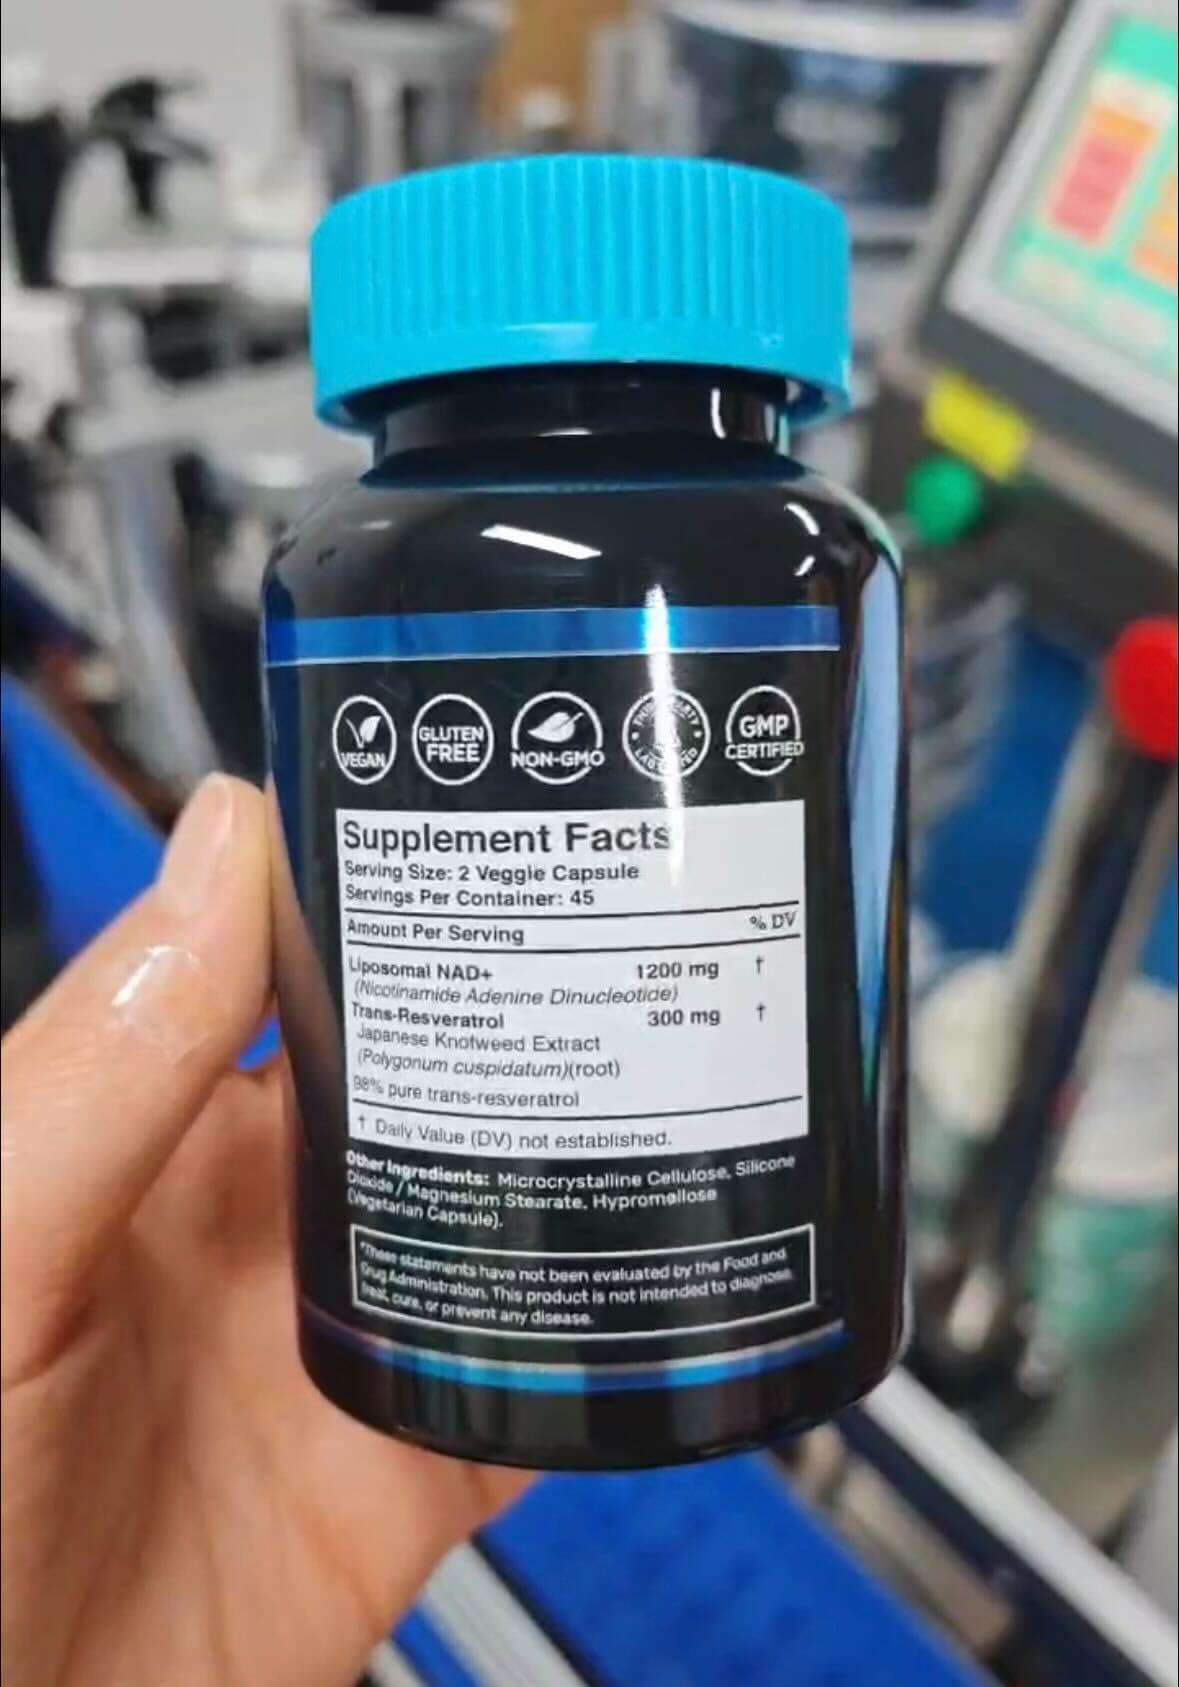 VEGAN
GLUTEN
FREE
NON-GMO
THIRD PARTY
LAB TESTED
GMP
CERTIFIED
Supplement Facts
Serving Size: 2 Veggie Capsule
Servings Per Container: 45
Amount Per Serving % DV
Liposomal NAD+ 1200 mg †
(Nicotinamide Adenine Dinucleotide)
Trans-Resveratrol 300 mg †
Japanese Knotweed Extract
(Polygonum cuspidatum)(root)
98% pure trans-resveratrol
† Daily Value (DV) not established.
Other Ingredients: Microcrystalline Cellulose, Silicone
Dioxide / Magnesium Stearate, Hypromellose
(Vegetarian Capsule).
*These statements have not been evaluated by the Food and
Drug Administration. This product is not intended to diagnose,
treat, cure, or prevent any disease.